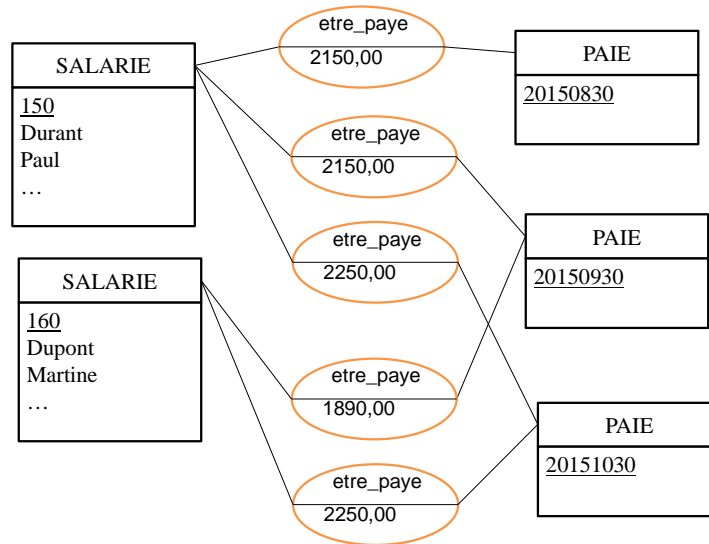 etre_paye
2150,00
SALARIE
150
Durant
Paul
…
PAIE
20150830
etre_paye
2150,00
etre_paye
2250,00
PAIE
20150930
SALARIE
160
Dupont
Martine
…
etre_paye
1890,00
etre_paye
2250,00
PAIE
20151030